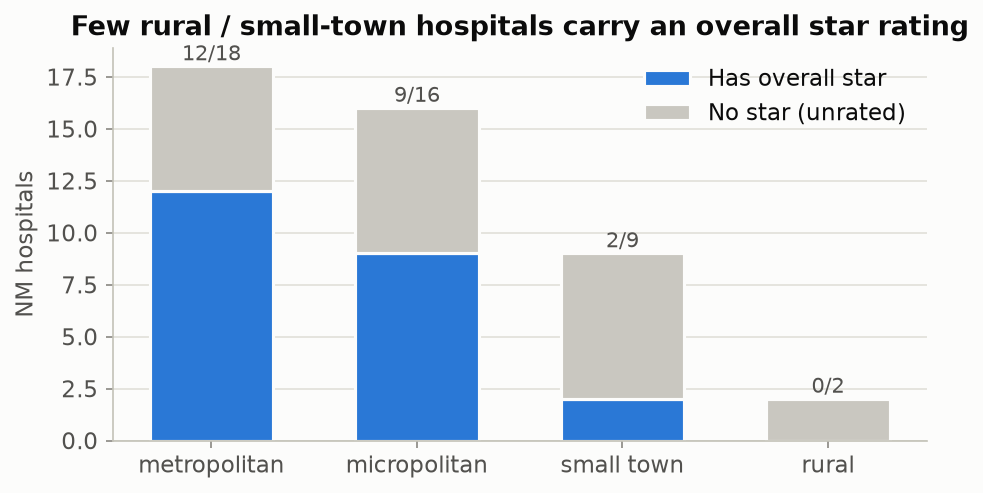 Few rural / small-town hospitals carry an overall star rating
12/18
17.5
Has overall star
9/16
No star (unrated)
15.0
12.5
NM hospitals
10.0
2/9
7.5
5.0
2.5
0/2
0.0
metropolitan
micropolitan
small town
rural